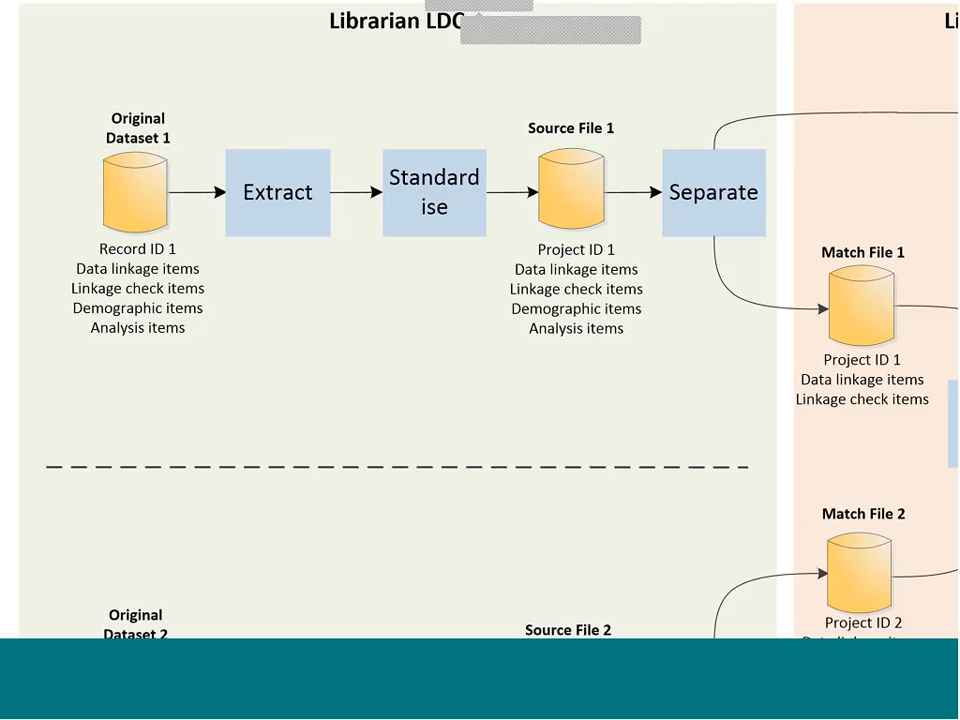 Librarian LDC
Li
Original
Dataset 1
Extract
Standard
ise
Source File 1
Separate
Record ID 1
Data linkage items
Linkage check items
Demographic items
Analysis items
Project ID 1
Data linkage items
Linkage check items
Demographic items
Analysis items
Match File 1
Project ID 1
Data linkage items
Linkage check items
Match File 2
Project ID 2
Original
Dataset 2
Source File 2